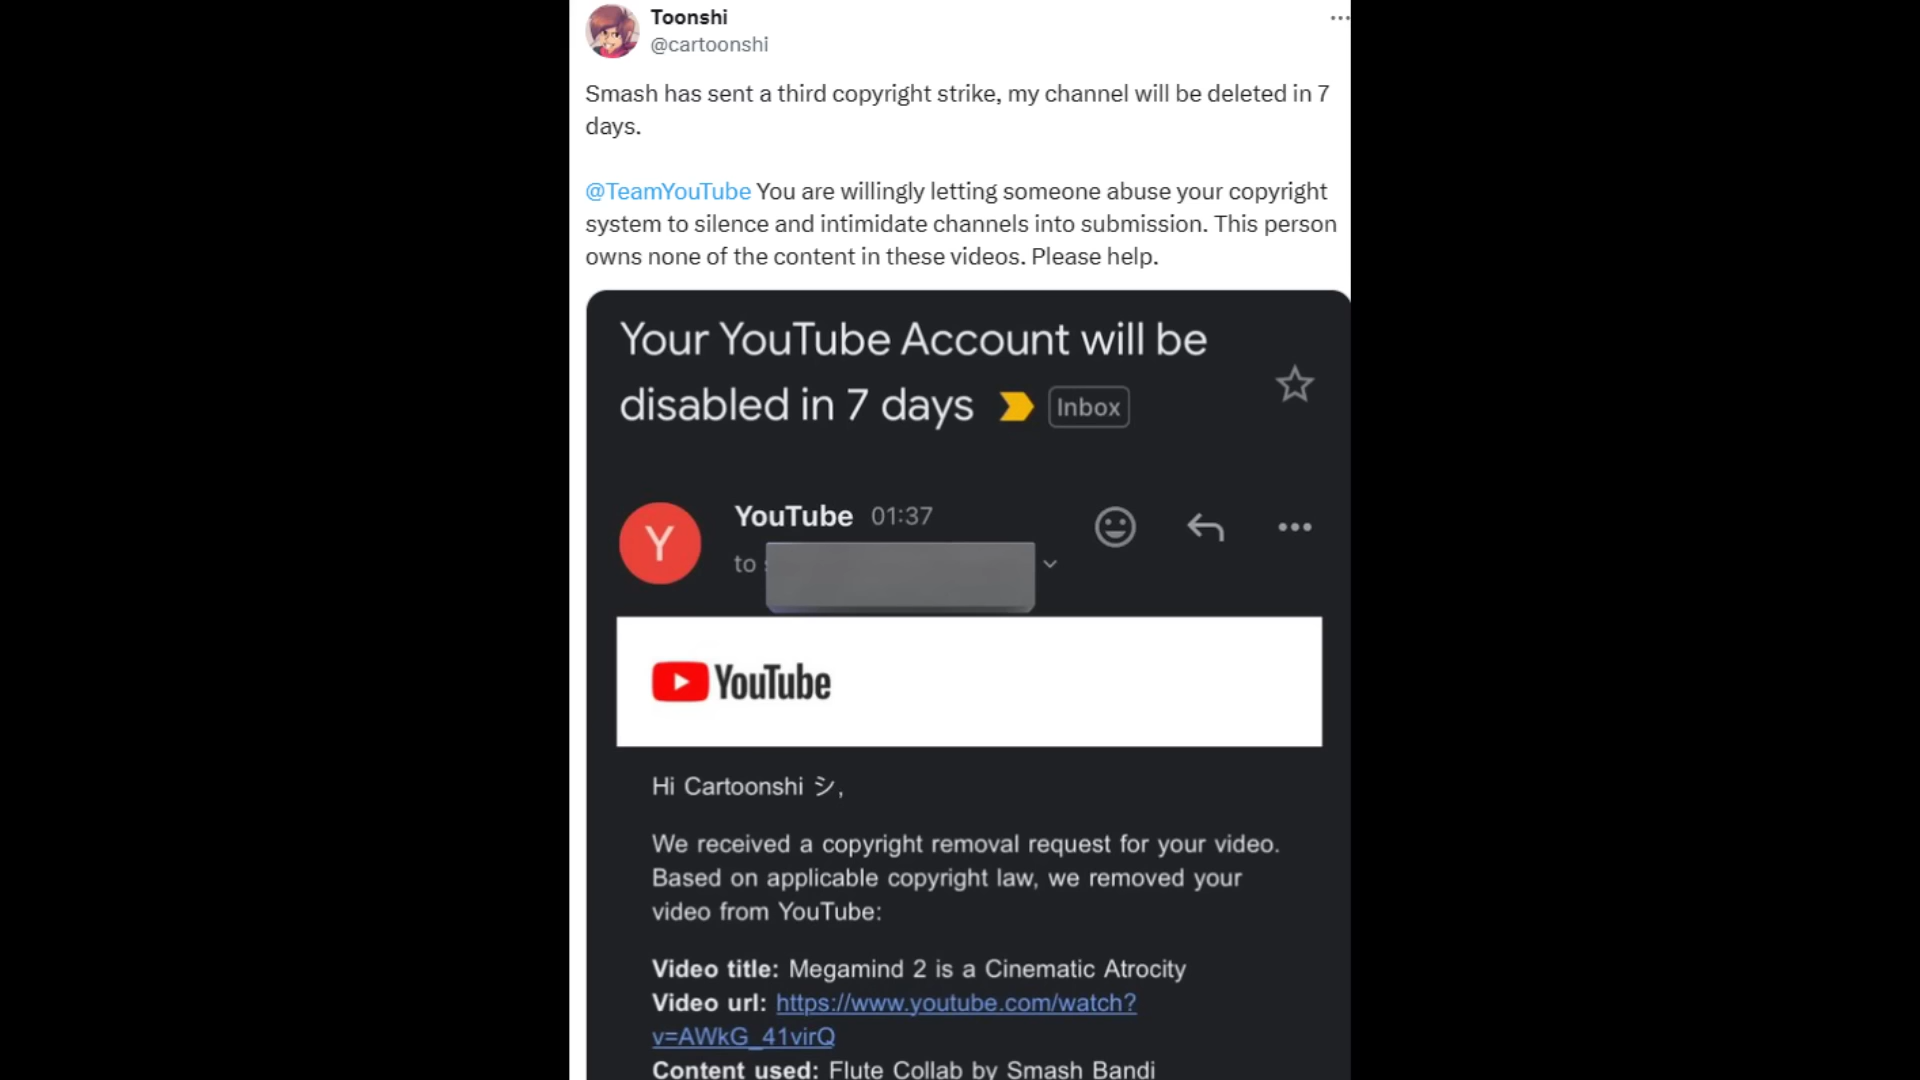 Toonshi
@cartoonshi
Smash has sent a third copyright strike, my channel will be deleted in 7
days.
@TeamYouTube You are willingly letting someone abuse your copyright
system to silence and intimidate channels into submission. This person
owns none of the content in these videos. Please help.
Your YouTube Account will be
disabled in 7 days Inbox
Y
YouTube 01:37
to
YouTube
Hi Cartoonshi シ,
We received a copyright removal request for your video.
Based on applicable copyright law, we removed your
video from YouTube:
Video title: Megamind 2 is a Cinematic Atrocity
Video url: https://www.youtube.com/watch?
v=AWkG_41virQ
Content used: Flute Collab by Smash Bandi